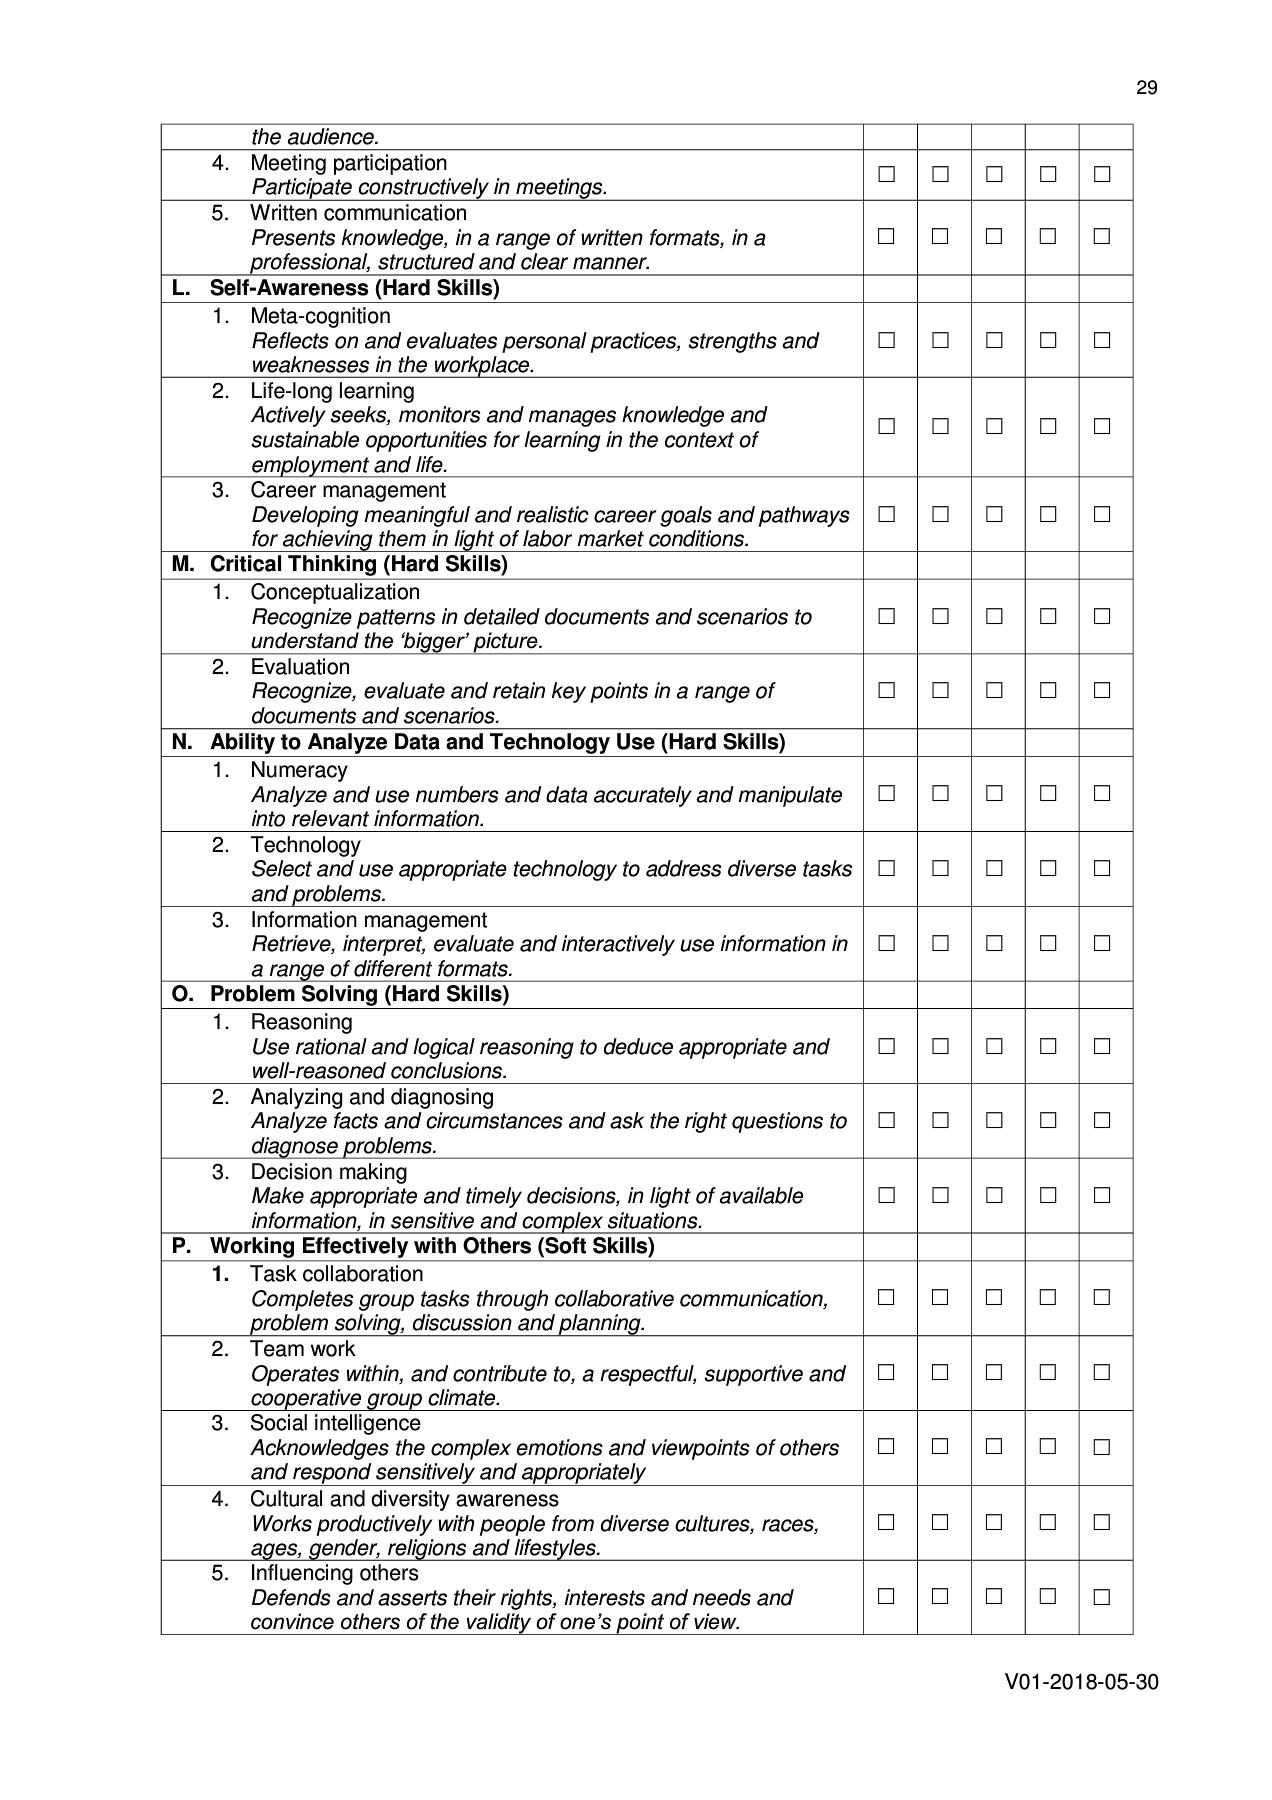 29
the audience.
4. Meeting participation
Participate constructively in meetings.
☐ ☐ ☐ ☐ ☐
5. Written communication
Presents knowledge, in a range of written formats, in a
professional, structured and clear manner.
☐ ☐ ☐ ☐ ☐
L. Self-Awareness (Hard Skills)
1. Meta-cognition
Reflects on and evaluates personal practices, strengths and
weaknesses in the workplace.
☐ ☐ ☐ ☐ ☐
2. Life-long learning
Actively seeks, monitors and manages knowledge and
sustainable opportunities for learning in the context of
employment and life.
☐ ☐ ☐ ☐ ☐
3. Career management
Developing meaningful and realistic career goals and pathways
for achieving them in light of labor market conditions.
☐ ☐ ☐ ☐ ☐
M. Critical Thinking (Hard Skills)
1. Conceptualization
Recognize patterns in detailed documents and scenarios to
understand the ‘bigger’ picture.
☐ ☐ ☐ ☐ ☐
2. Evaluation
Recognize, evaluate and retain key points in a range of
documents and scenarios.
☐ ☐ ☐ ☐ ☐
N. Ability to Analyze Data and Technology Use (Hard Skills)
1. Numeracy
Analyze and use numbers and data accurately and manipulate
into relevant information.
☐ ☐ ☐ ☐ ☐
2. Technology
Select and use appropriate technology to address diverse tasks
and problems.
☐ ☐ ☐ ☐ ☐
3. Information management
Retrieve, interpret, evaluate and interactively use information in
a range of different formats.
☐ ☐ ☐ ☐ ☐
O. Problem Solving (Hard Skills)
1. Reasoning
Use rational and logical reasoning to deduce appropriate and
well-reasoned conclusions.
☐ ☐ ☐ ☐ ☐
2. Analyzing and diagnosing
Analyze facts and circumstances and ask the right questions to
diagnose problems.
☐ ☐ ☐ ☐ ☐
3. Decision making
Make appropriate and timely decisions, in light of available
information, in sensitive and complex situations.
☐ ☐ ☐ ☐ ☐
P. Working Effectively with Others (Soft Skills)
1. Task collaboration
Completes group tasks through collaborative communication,
problem solving, discussion and planning.
☐ ☐ ☐ ☐ ☐
2. Team work
Operates within, and contribute to, a respectful, supportive and
cooperative group climate.
☐ ☐ ☐ ☐ ☐
3. Social intelligence
Acknowledges the complex emotions and viewpoints of others
and respond sensitively and appropriately
☐ ☐ ☐ ☐ ☐
4. Cultural and diversity awareness
Works productively with people from diverse cultures, races,
ages, gender, religions and lifestyles.
☐ ☐ ☐ ☐ ☐
5. Influencing others
Defends and asserts their rights, interests and needs and
convince others of the validity of one’s point of view.
☐ ☐ ☐ ☐ ☐
V01-2018-05-30